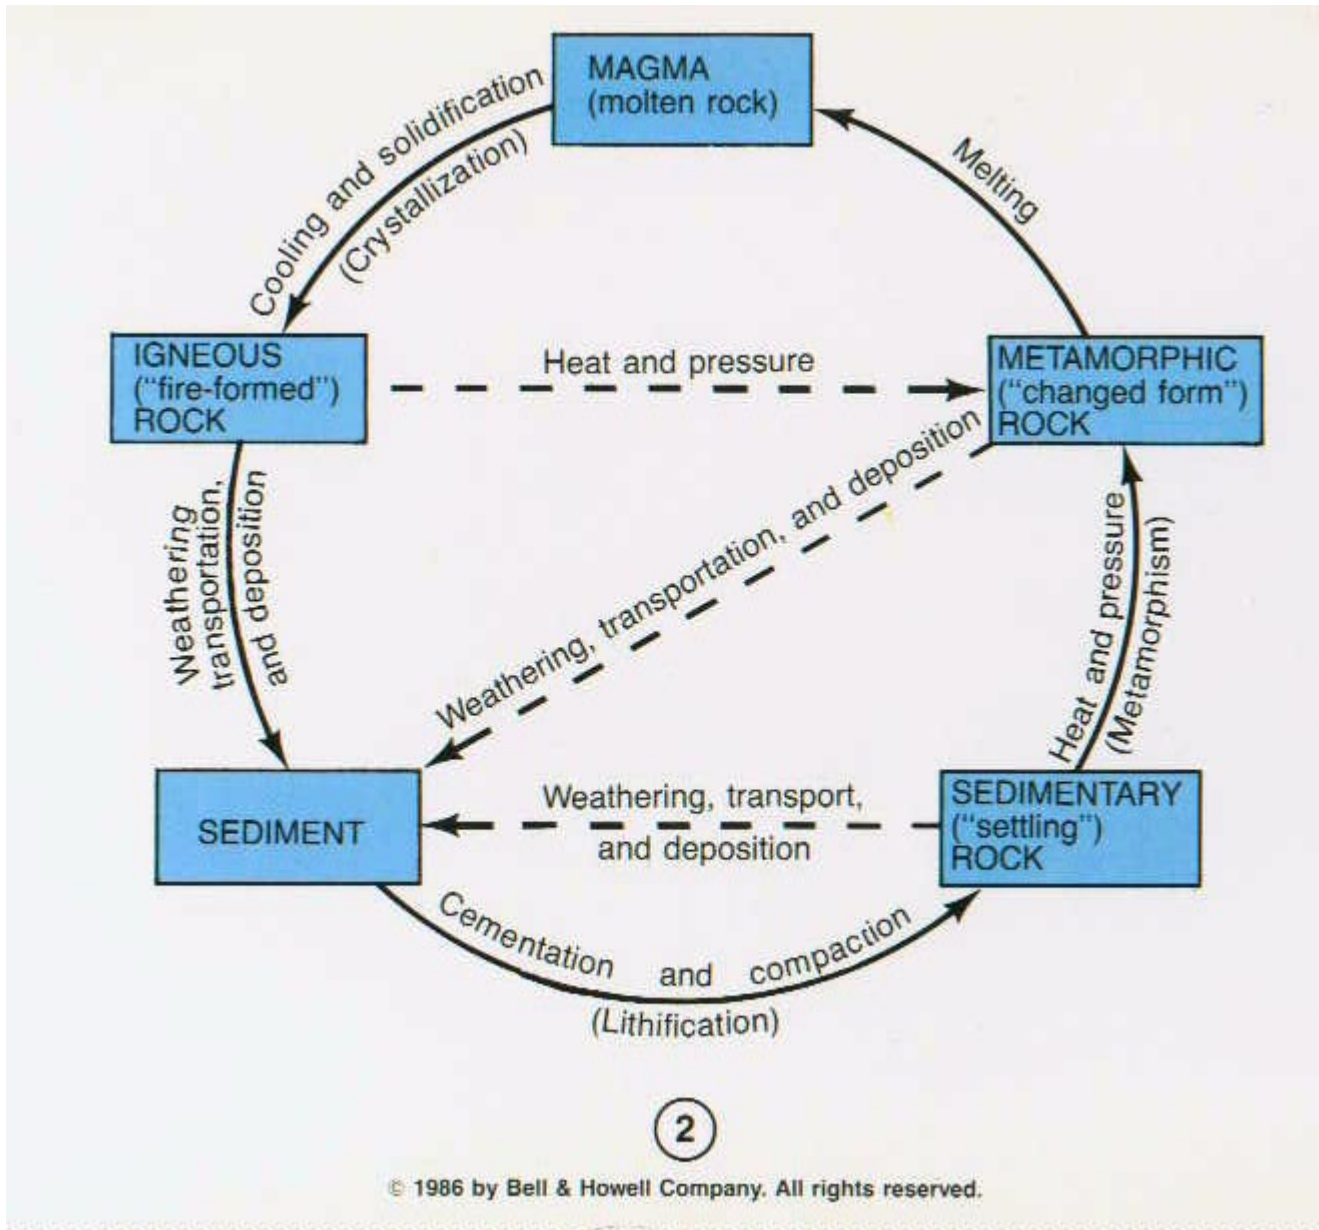 MAGMA
(molten rock)
Cooling and solidification
(Crystallization)
Melting
IGNEOUS
("fire-formed")
ROCK
Heat and pressure
METAMORPHIC
("changed form")
ROCK
Weathering
transportation,
and deposition
Weathering, transportation, and deposition
Heat and pressure
(Metamorphism)
SEDIMENT
Weathering, transport,
and deposition
SEDIMENTARY
("settling")
ROCK
Cementation and compaction
(Lithification)
2
© 1986 by Bell & Howell Company. All rights reserved.